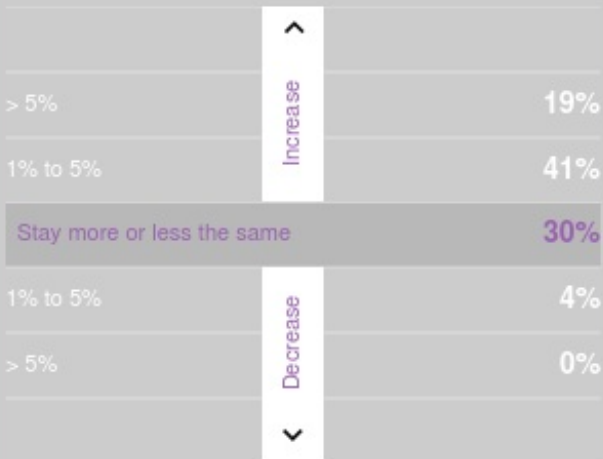 > 5% 19%
Increase
1% to 5% 41%
Stay more or less the same 30%
1% to 5% 4%
Decrease
> 5% 0%